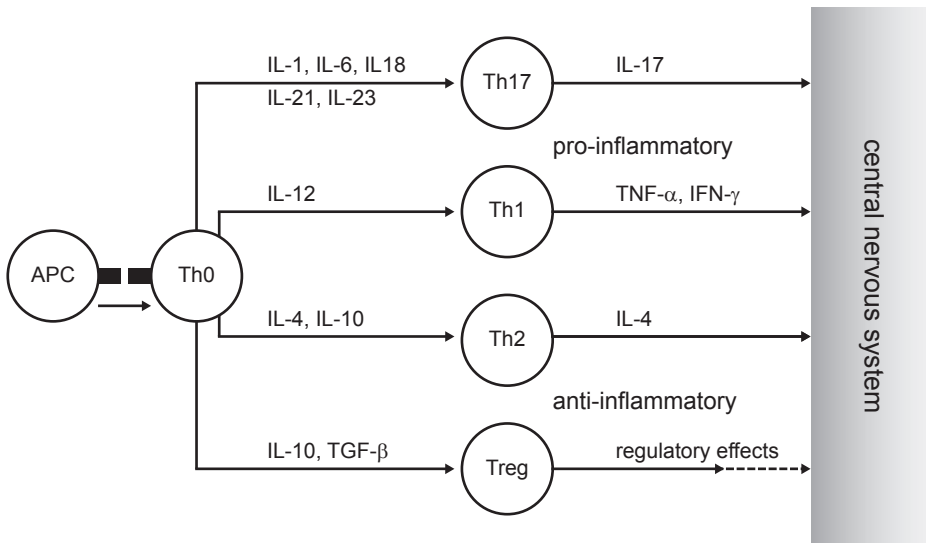 IL-1, IL-6, IL18
IL-21, IL-23
Th17
IL-17
pro-inflammatory
IL-12
Th1
TNF-α, IFN-γ
APC
Th0
IL-4, IL-10
Th2
IL-4
anti-inflammatory
IL-10, TGF-β
Treg
regulatory effects
central nervous system